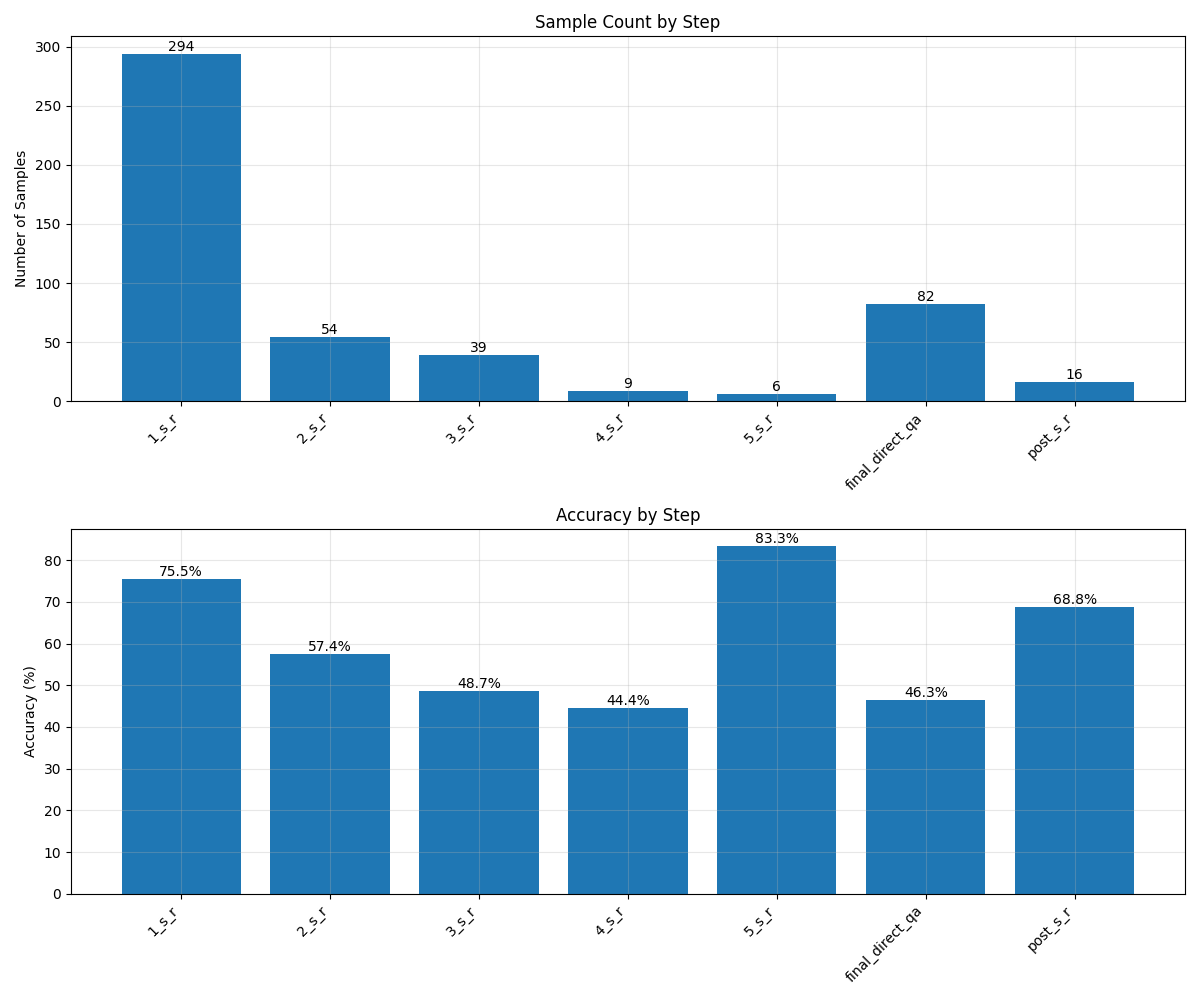 Sample Count by Step
Number of Samples
300
250
200
150
100
50
0
294
54
39
9
6
82
16
1_s_r
2_s_r
3_s_r
4_s_r
5_s_r
final_direct_qa
post_s_r
Accuracy by Step
Accuracy (%)
80
70
60
50
40
30
20
10
0
75.5%
57.4%
48.7%
44.4%
83.3%
46.3%
68.8%
1_s_r
2_s_r
3_s_r
4_s_r
5_s_r
final_direct_qa
post_s_r